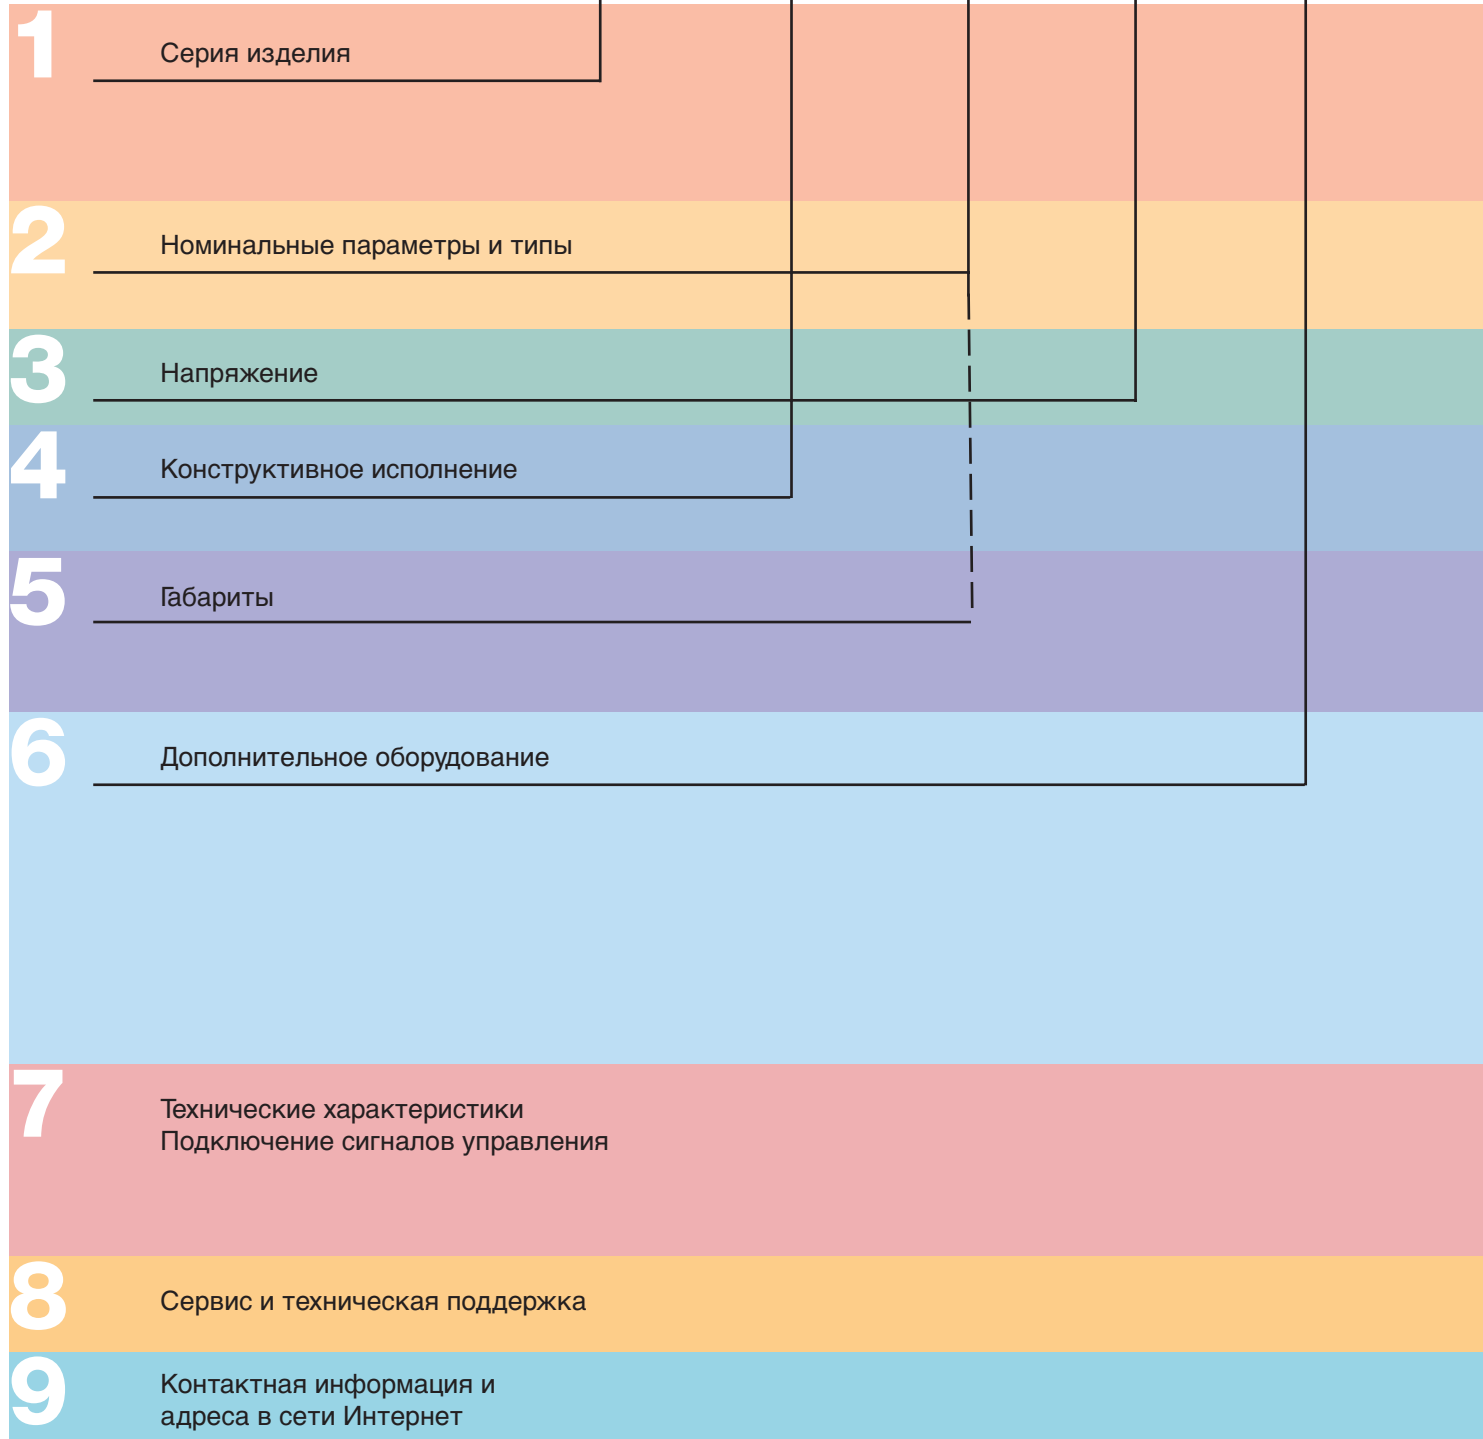 1
Серия изделия
2
Номинальные параметры и типы
3
Напряжение
4
Конструктивное исполнение
5
Габариты
6
Дополнительное оборудование
7
Технические характеристики
Подключение сигналов управления
8
Сервис и техническая поддержка
9
Контактная информация и
адреса в сети Интернет